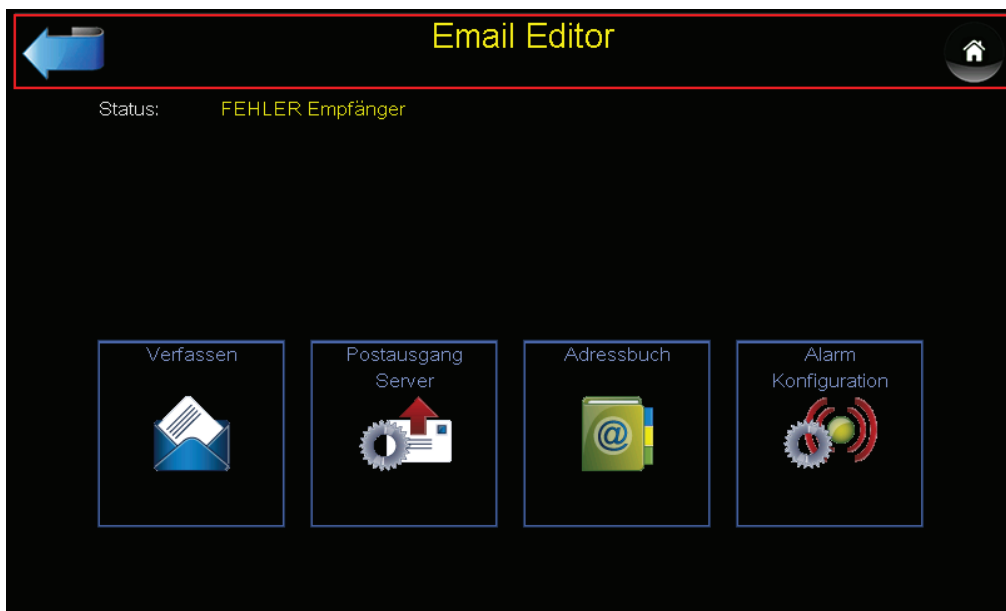 Email Editor
Status: FEHLER Empfänger
Verfassen
Postausgang
Server
Adressbuch
@
Alarm
Konfiguration